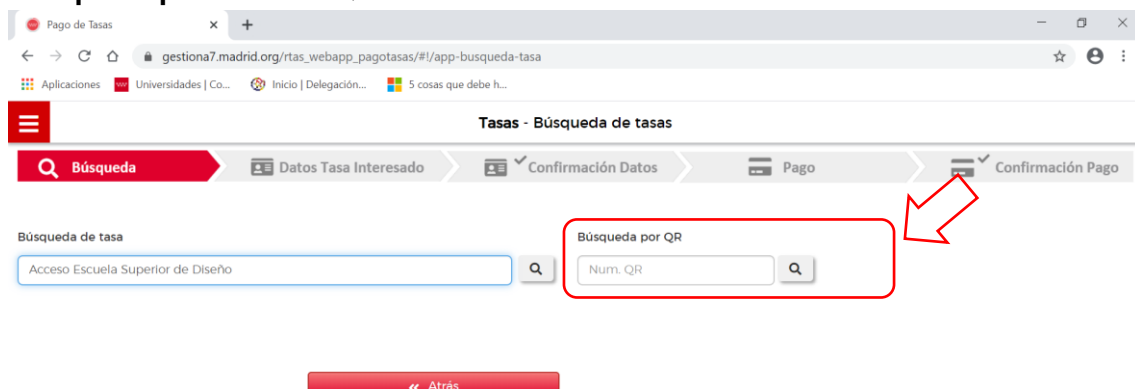 Pago de Tasas
gestiona7.madrid.org/rtas_webapp_pagotasas/#!/app-busqueda-tasa
Aplicaciones Universidades | Co... Inicio | Delegación... 5 cosas que debe h...
Tasas - Búsqueda de tasas
Búsqueda Datos Tasa Interesado Confirmación Datos Pago Confirmación Pago
Búsqueda de tasa Búsqueda por QR
Acceso Escuela Superior de Diseño Num. QR
« Atrás